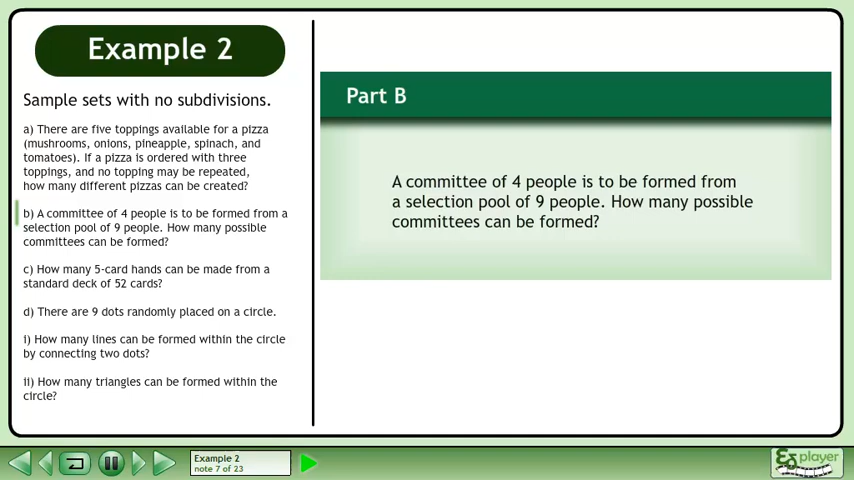 Example 2
Sample sets with no subdivisions.
a) There are five toppings available for a pizza
(mushrooms, onions, pineapple, spinach, and
tomatoes). If a pizza is ordered with three
toppings, and no topping may be repeated,
how many different pizzas can be created?
b) A committee of 4 people is to be formed from a
selection pool of 9 people. How many possible
committees can be formed?
c) How many 5-card hands can be made from a
standard deck of 52 cards?
d) There are 9 dots randomly placed on a circle.
i) How many lines can be formed within the circle
by connecting two dots?
ii) How many triangles can be formed within the
circle?
Part B
A committee of 4 people is to be formed from
a selection pool of 9 people. How many possible
committees can be formed?
Example 2
note 7 of 23
player